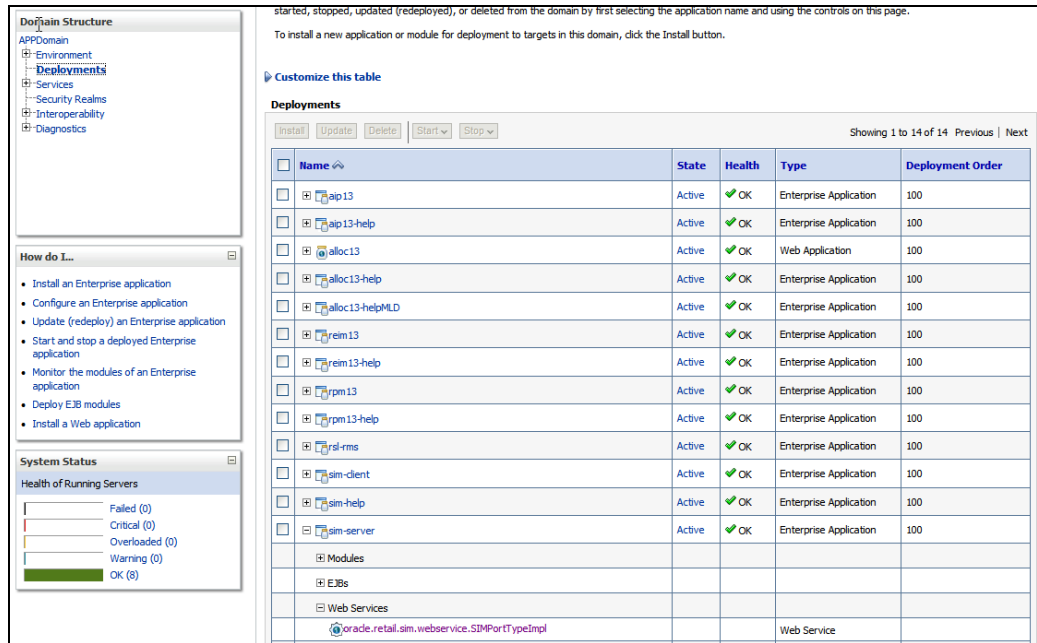 Domain Structure
APPDomain
Environment
Deployments
Services
Security Realms
Interoperability
Diagnostics
How do I...
Install an Enterprise application
Configure an Enterprise application
Update (redeploy) an Enterprise application
Start and stop a deployed Enterprise
application
Monitor the modules of an Enterprise
application
Deploy EJB modules
Install a Web application
System Status
Health of Running Servers
Failed (0)
Critical (0)
Overloaded (0)
Warning (0)
OK (8)
started, stopped, updated (redeployed), or deleted from the domain by first selecting the application name and using the controls on this page.
To install a new application or module for deployment to targets in this domain, click the Install button.
Customize this table
Deployments
Install Update Delete Start Stop Showing 1 to 14 of 14 Previous | Next
Name State Health Type Deployment Order
aip13 Active OK Enterprise Application 100
aip13-help Active OK Enterprise Application 100
alloc13 Active OK Web Application 100
alloc13-help Active OK Enterprise Application 100
alloc13-helpMLD Active OK Enterprise Application 100
reim13 Active OK Enterprise Application 100
reim13-help Active OK Enterprise Application 100
rpm13 Active OK Enterprise Application 100
rpm13-help Active OK Enterprise Application 100
rsl-rms Active OK Enterprise Application 100
sim-client Active OK Enterprise Application 100
sim-help Active OK Enterprise Application 100
sim-server Active OK Enterprise Application 100
Modules
EJBs
Web Services
oracle.retail.sim.webservice.SIMPortTypeImpl Web Service